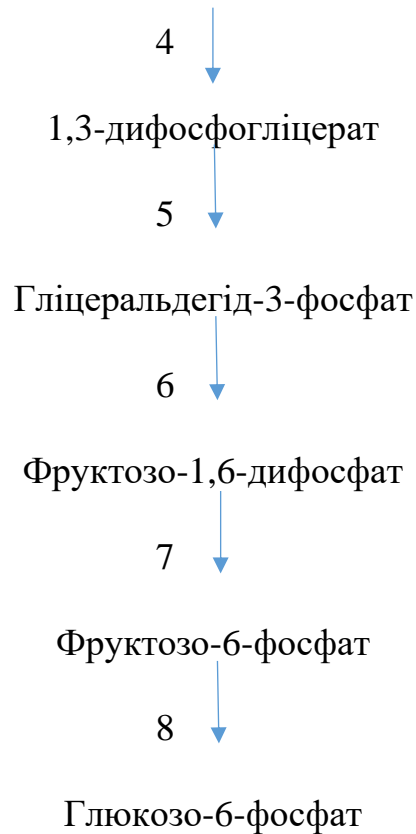 4
1,3-дифосфогліцерат
5
Гліцеральдегід-3-фосфат
6
Фруктозо-1,6-дифосфат
7
Фруктозо-6-фосфат
8
Глюкозо-6-фосфат